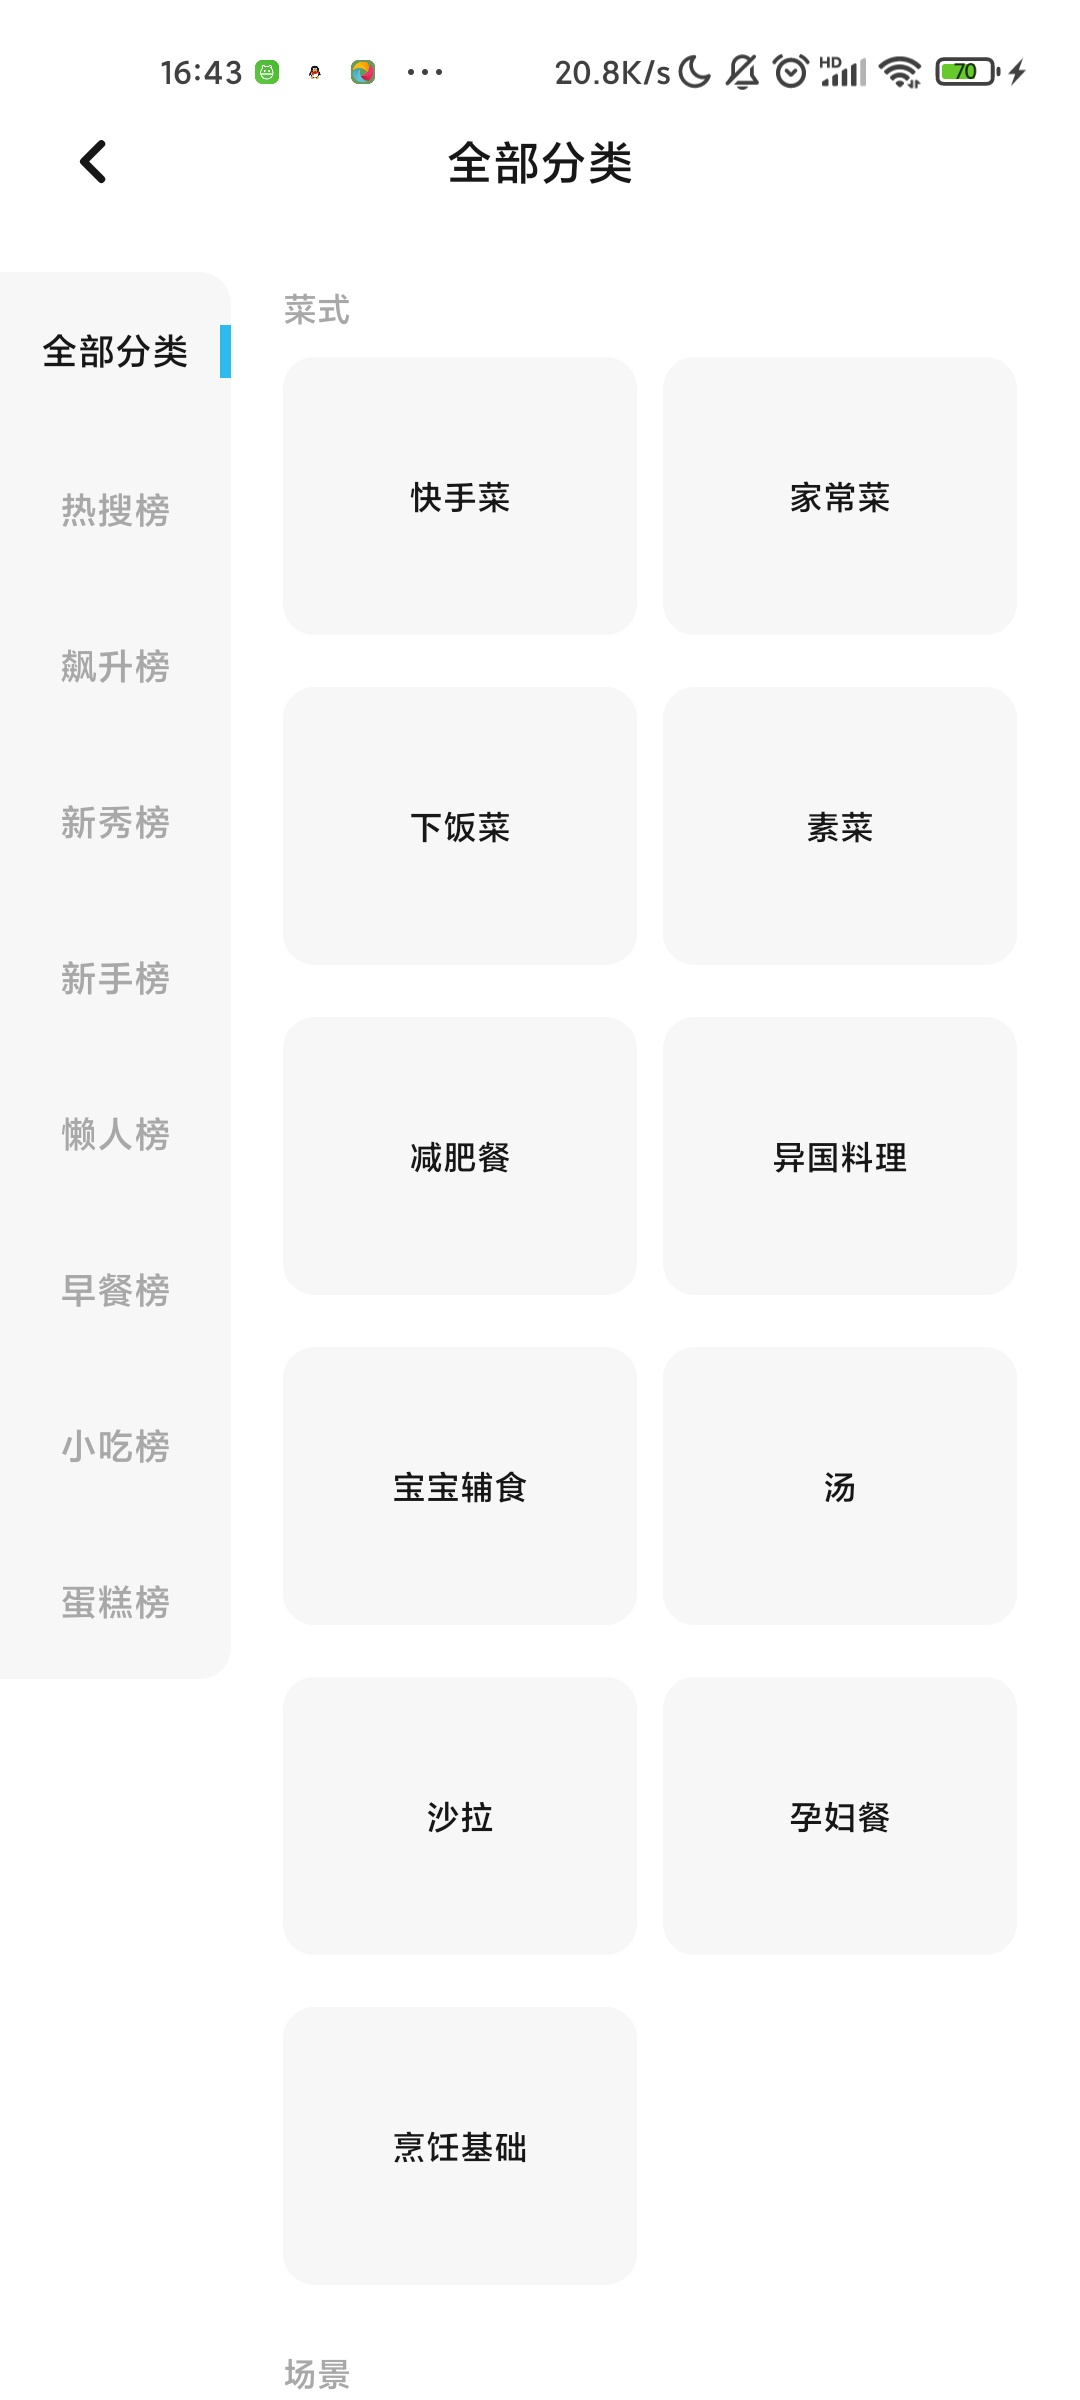 16:43
20.8K/s
HD
70
全部分类
全部分类
热搜榜
飙升榜
新秀榜
新手榜
懒人榜
早餐榜
小吃榜
蛋糕榜
菜式
快手菜
家常菜
下饭菜
素菜
减肥餐
异国料理
宝宝辅食
汤
沙拉
孕妇餐
烹饪基础
场景